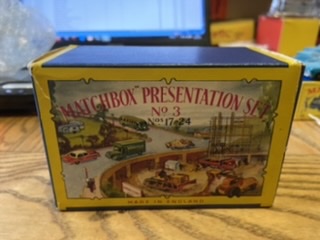 MATCHBOX PRESENTATION SET
No 3
Nos 17-24
MADE IN ENGLAND